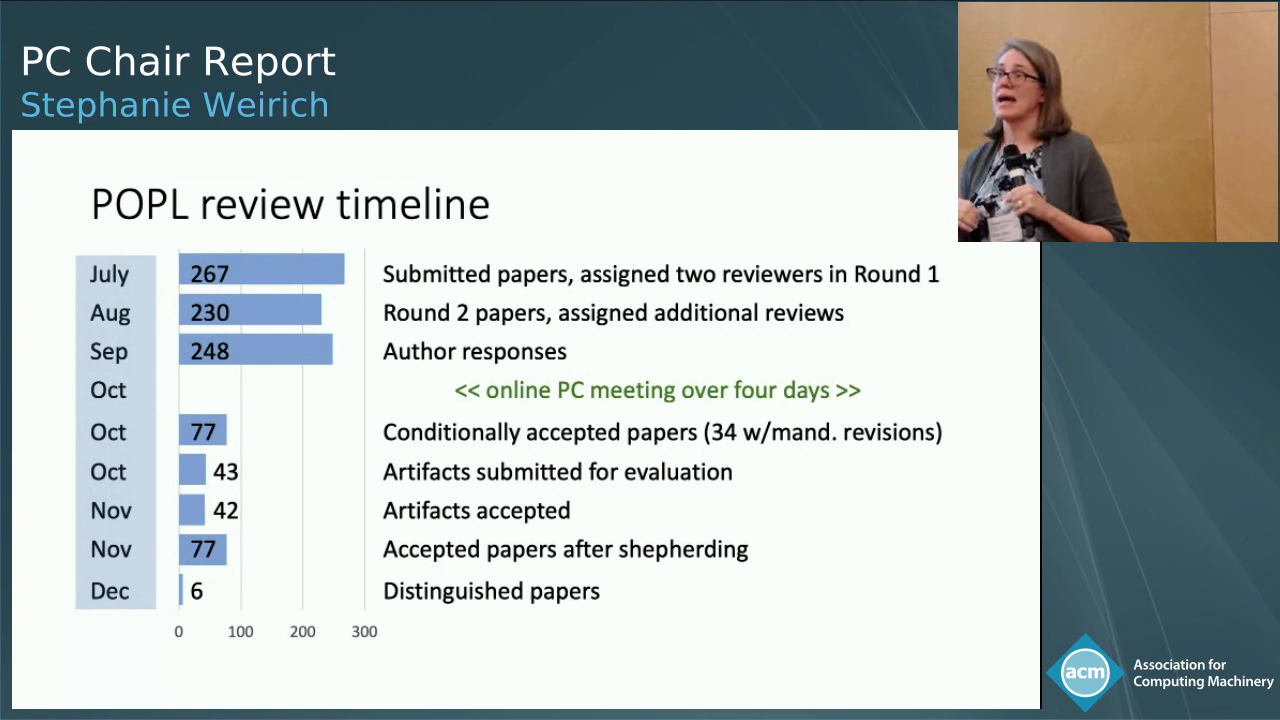 PC Chair Report
Stephanie Weirich
POPL review timeline
July 267 Submitted papers, assigned two reviewers in Round 1
Aug 230 Round 2 papers, assigned additional reviews
Sep 248 Author responses
Oct << online PC meeting over four days >>
Oct 77 Conditionally accepted papers (34 w/mand. revisions)
Oct 43 Artifacts submitted for evaluation
Nov 42 Artifacts accepted
Nov 77 Accepted papers after shepherding
Dec 6 Distinguished papers
0 100 200 300
acm
Association for
Computing Machinery